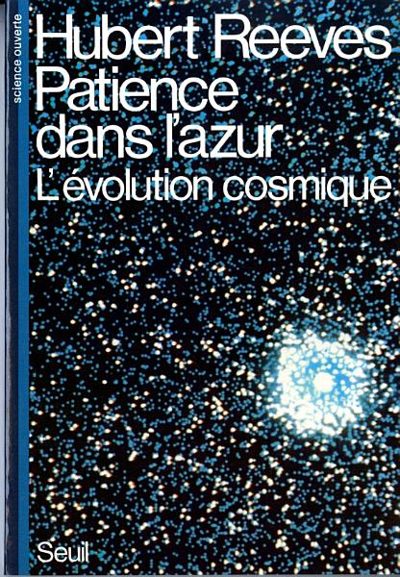 science ouverte
Hubert Reeves
Patience
dans l'azur
L'évolution cosmique
Seuil